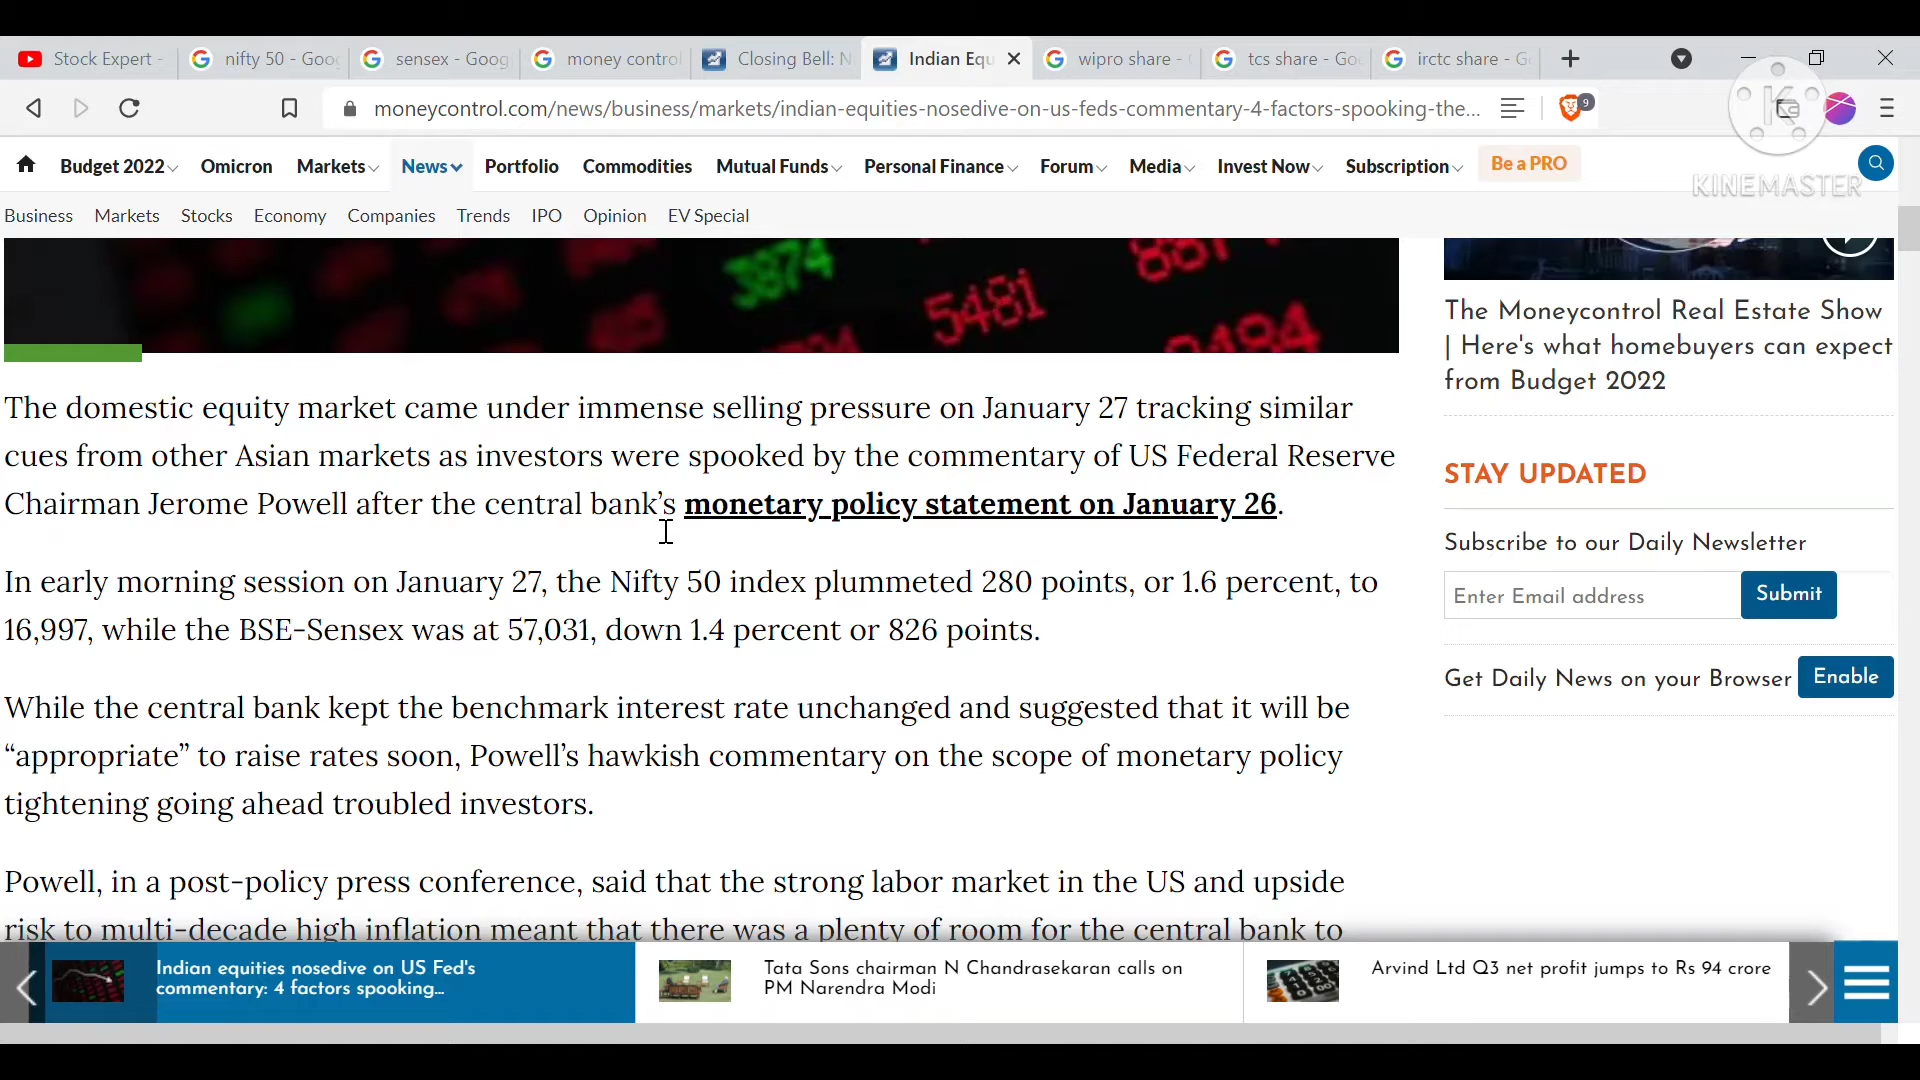 Stock Expert -
nifty 50 - Goo
sensex - Goog
money control
Closing Bell: N
Indian Equ
wipro share -
tcs share - Go
irctc share - G
moneycontrol.com/news/business/markets/indian-equities-nosedive-on-us-feds-commentary-4-factors-spooking-the...
9
KINEMASTER
Budget 2022 Omicron Markets News Portfolio Commodities Mutual Funds Personal Finance Forum Media Invest Now Subscription Be a PRO
Business Markets Stocks Economy Companies Trends IPO Opinion EV Special
3874
5481
The domestic equity market came under immense selling pressure on January 27 tracking similar
cues from other Asian markets as investors were spooked by the commentary of US Federal Reserve
Chairman Jerome Powell after the central bank’s monetary policy statement on January 26.
In early morning session on January 27, the Nifty 50 index plummeted 280 points, or 1.6 percent, to
16,997, while the BSE-Sensex was at 57,031, down 1.4 percent or 826 points.
While the central bank kept the benchmark interest rate unchanged and suggested that it will be
“appropriate” to raise rates soon, Powell’s hawkish commentary on the scope of monetary policy
tightening going ahead troubled investors.
Powell, in a post-policy press conference, said that the strong labor market in the US and upside
risk to multi-decade high inflation meant that there was a plenty of room for the central bank to
The Moneycontrol Real Estate Show
| Here's what homebuyers can expect
from Budget 2022
STAY UPDATED
Subscribe to our Daily Newsletter
Enter Email address
Submit
Get Daily News on your Browser
Enable
Indian equities nosedive on US Fed's
commentary: 4 factors spooking...
Tata Sons chairman N Chandrasekaran calls on
PM Narendra Modi
Arvind Ltd Q3 net profit jumps to Rs 94 crore